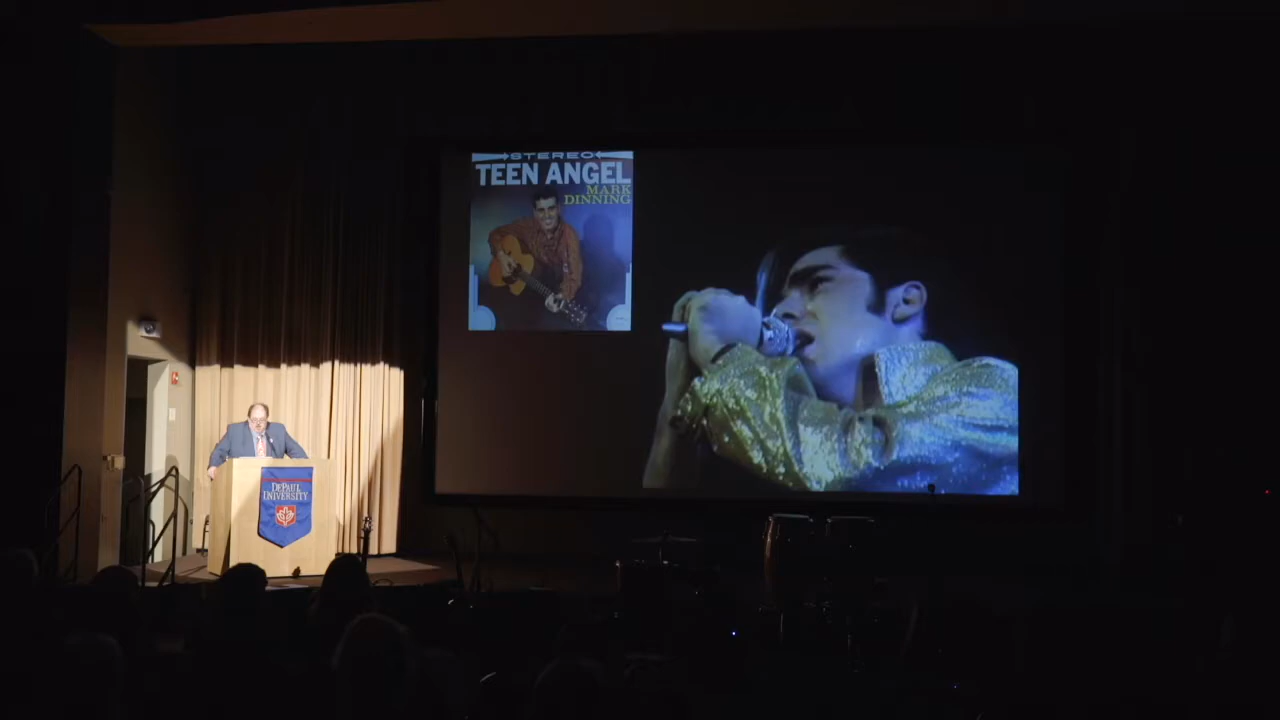 STEREO
TEEN ANGEL
MARK
DINNING
DEPAUL
UNIVERSITY